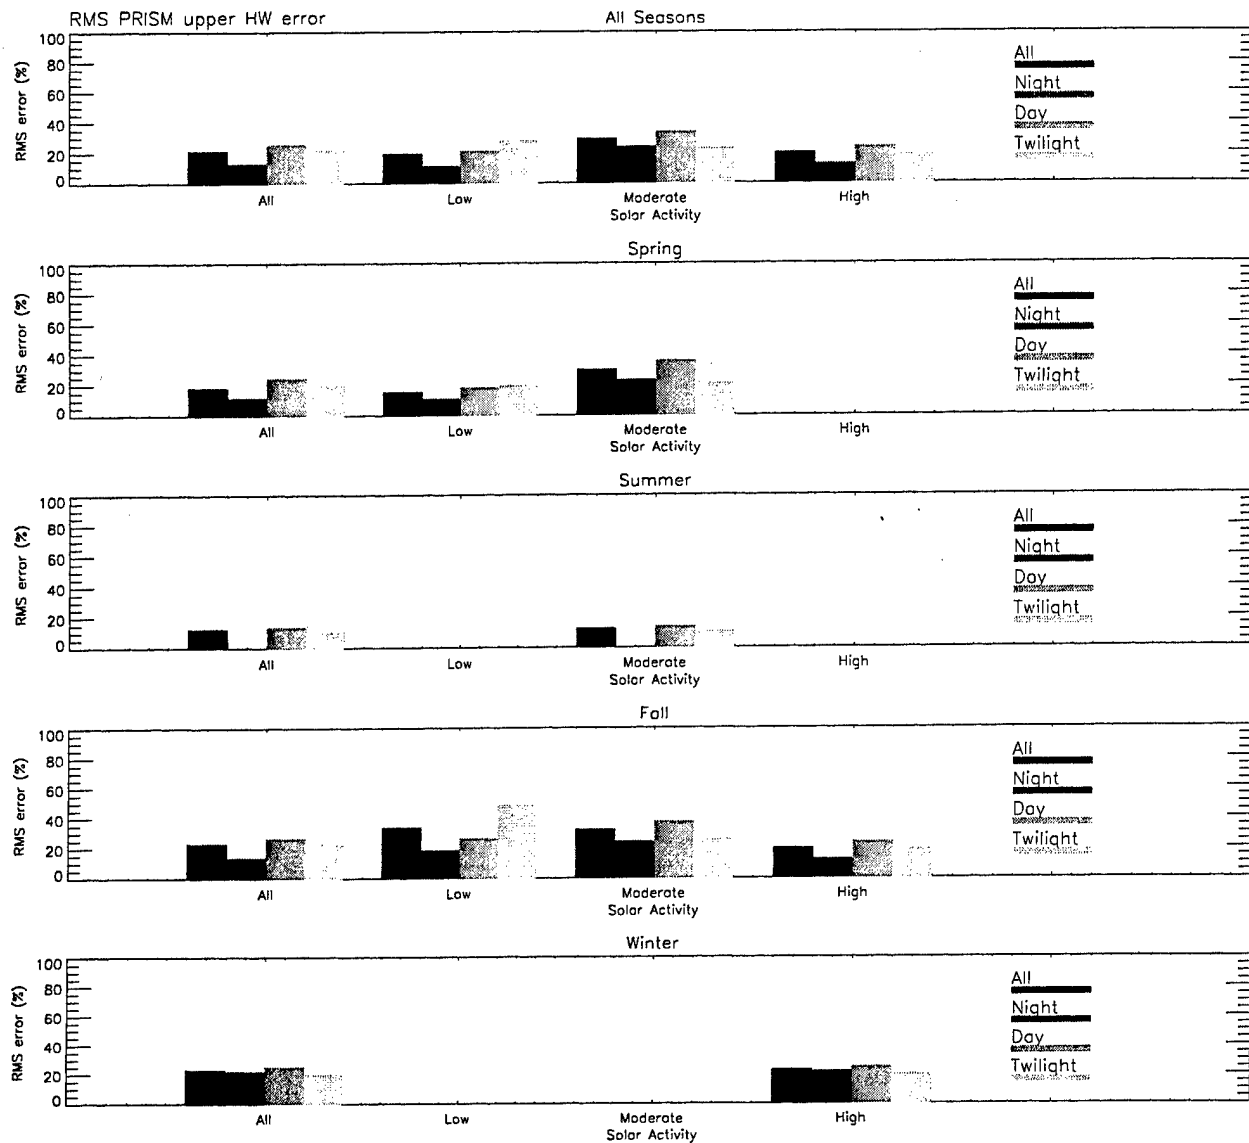 RMS PRISM upper HW error
All Seasons
RMS error (%)
100
80
60
40
20
0
All
Low
Moderate
High
Solar Activity
All
Night
Day
Twilight
Spring
RMS error (%)
100
80
60
40
20
0
All
Low
Moderate
High
Solar Activity
All
Night
Day
Twilight
Summer
RMS error (%)
100
80
60
40
20
0
All
Low
Moderate
High
Solar Activity
All
Night
Day
Twilight
Fall
RMS error (%)
100
80
60
40
20
0
All
Low
Moderate
High
Solar Activity
All
Night
Day
Twilight
Winter
RMS error (%)
100
80
60
40
20
0
All
Low
Moderate
High
Solar Activity
All
Night
Day
Twilight